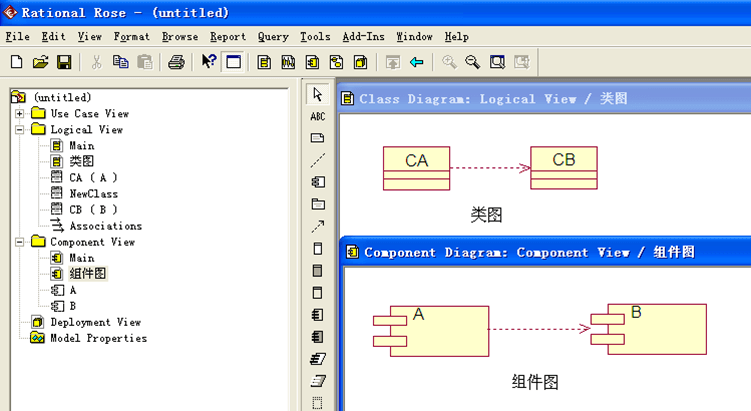 Rational Rose - (untitled)
File Edit View Format Browse Report Query Tools Add-Ins Window Help
(untitled)
Use Case View
Logical View
Main
类图
CA ( A )
NewClass
CB ( B )
Associations
Component View
Main
组件图
A
B
Deployment View
Model Properties
ABC
Class Diagram: Logical View / 类图
CA
CB
类图
Component Diagram: Component View / 组件图
A
B
组件图